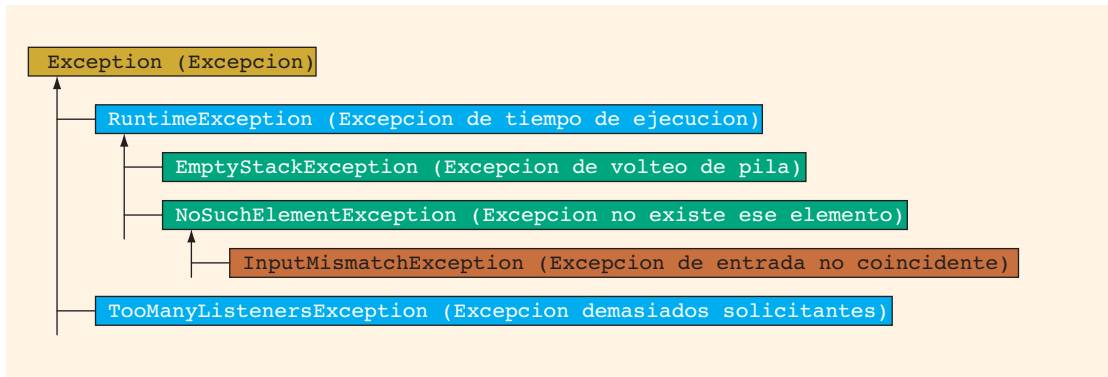 Exception (Excepcion)
RuntimeException (Excepcion de tiempo de ejecucion)
EmptyStackException (Excepcion de volteo de pila)
NoSuchElementException (Excepcion no existe ese elemento)
InputMismatchException (Excepcion de entrada no coincidente)
TooManyListenersException (Excepcion demasiados solicitantes)